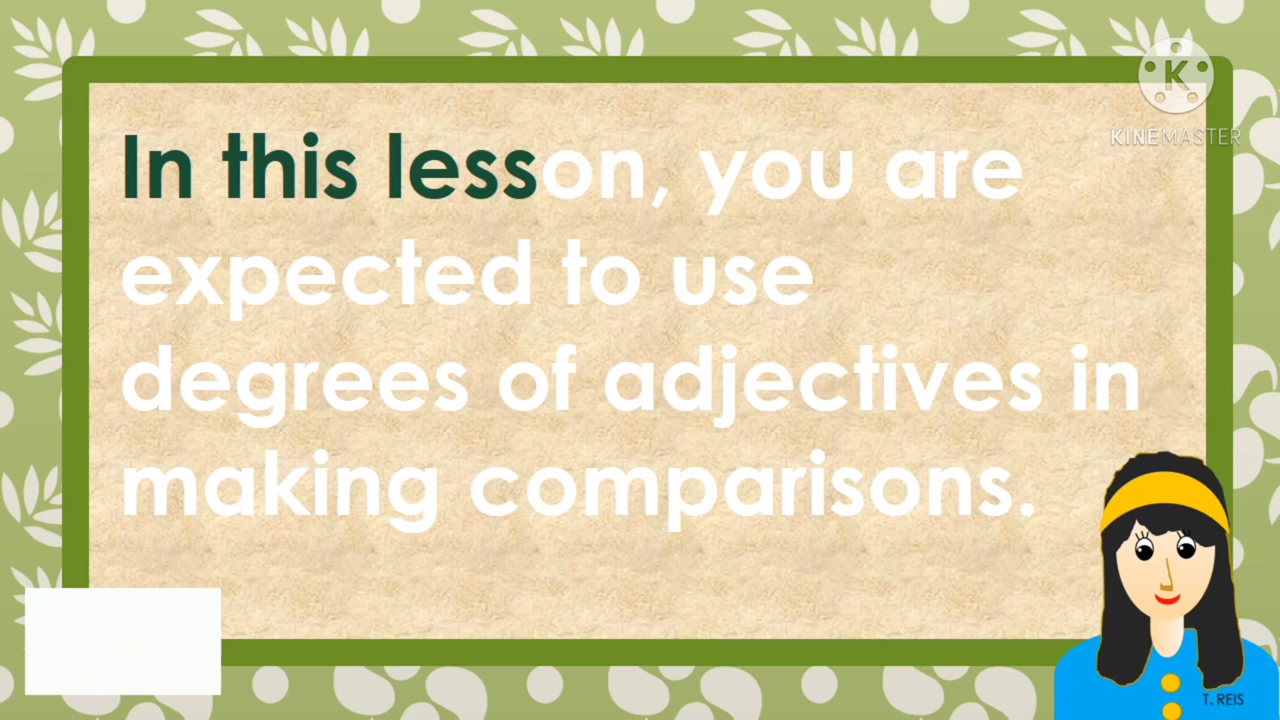 In this lesson, you are
expected to use
degrees of adjectives in
making comparisons.
K
KINEMASTER
T. REIS